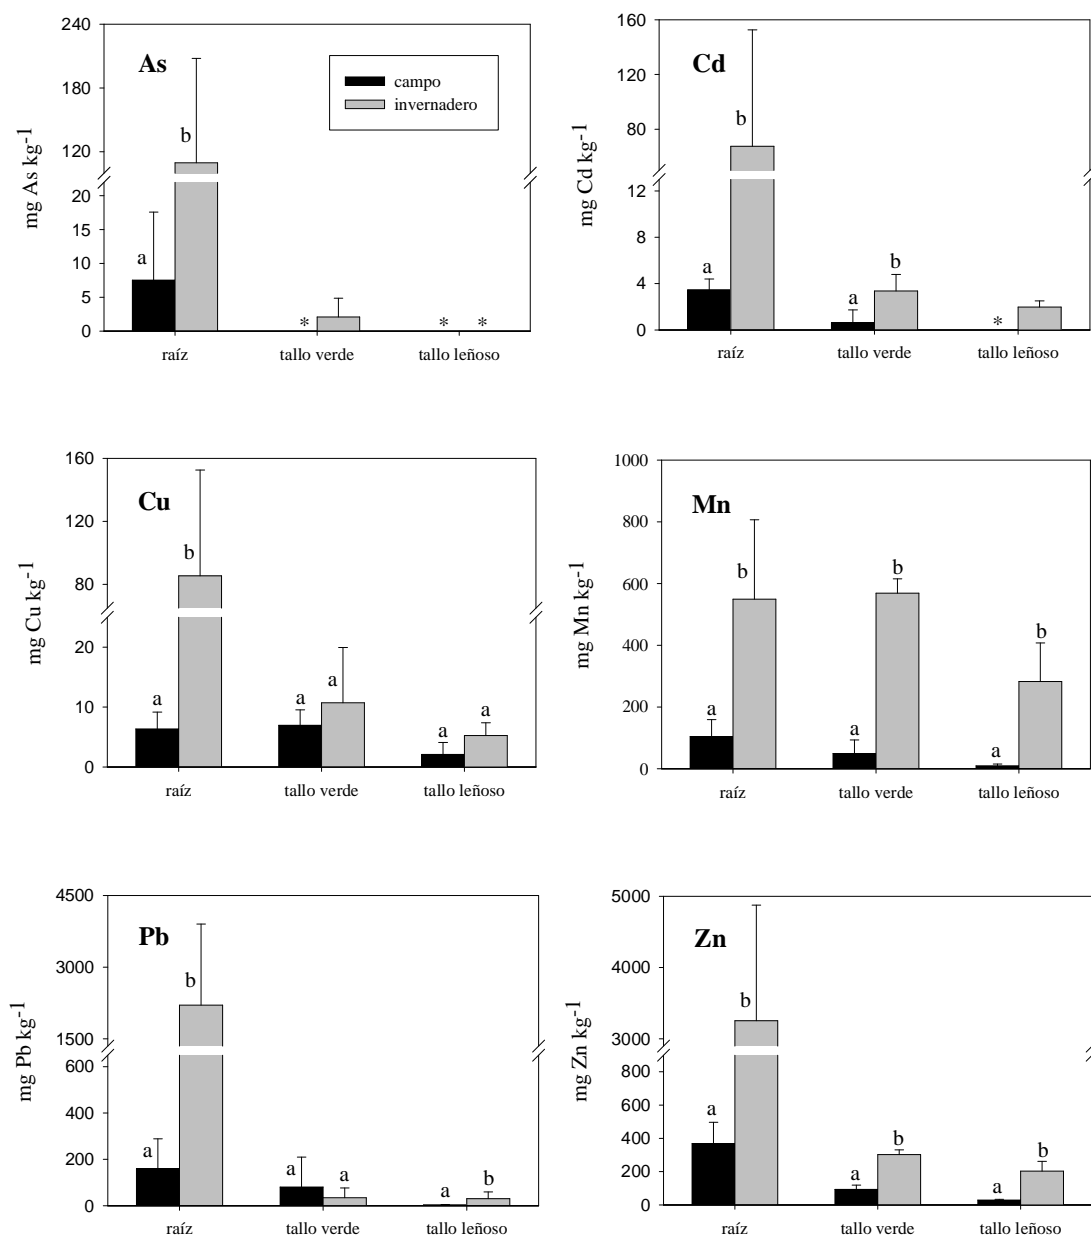 As
campo
invernadero
mg As kg-1
240
180
120
20
15
10
5
0
a
b
*
*
*
raíz
tallo verde
tallo leñoso
Cd
mg Cd kg-1
160
120
80
12
8
4
0
a
b
a
b
*
raíz
tallo verde
tallo leñoso
Cu
mg Cu kg-1
160
120
80
20
10
0
a
b
a
a
a
a
raíz
tallo verde
tallo leñoso
Mn
mg Mn kg-1
1000
800
600
400
200
0
a
b
a
b
a
b
raíz
tallo verde
tallo leñoso
Pb
mg Pb kg-1
4500
3000
1500
600
400
200
0
a
b
a
a
a
b
raíz
tallo verde
tallo leñoso
Zn
mg Zn kg-1
5000
4000
3000
800
600
400
200
0
a
b
a
b
a
b
raíz
tallo verde
tallo leñoso